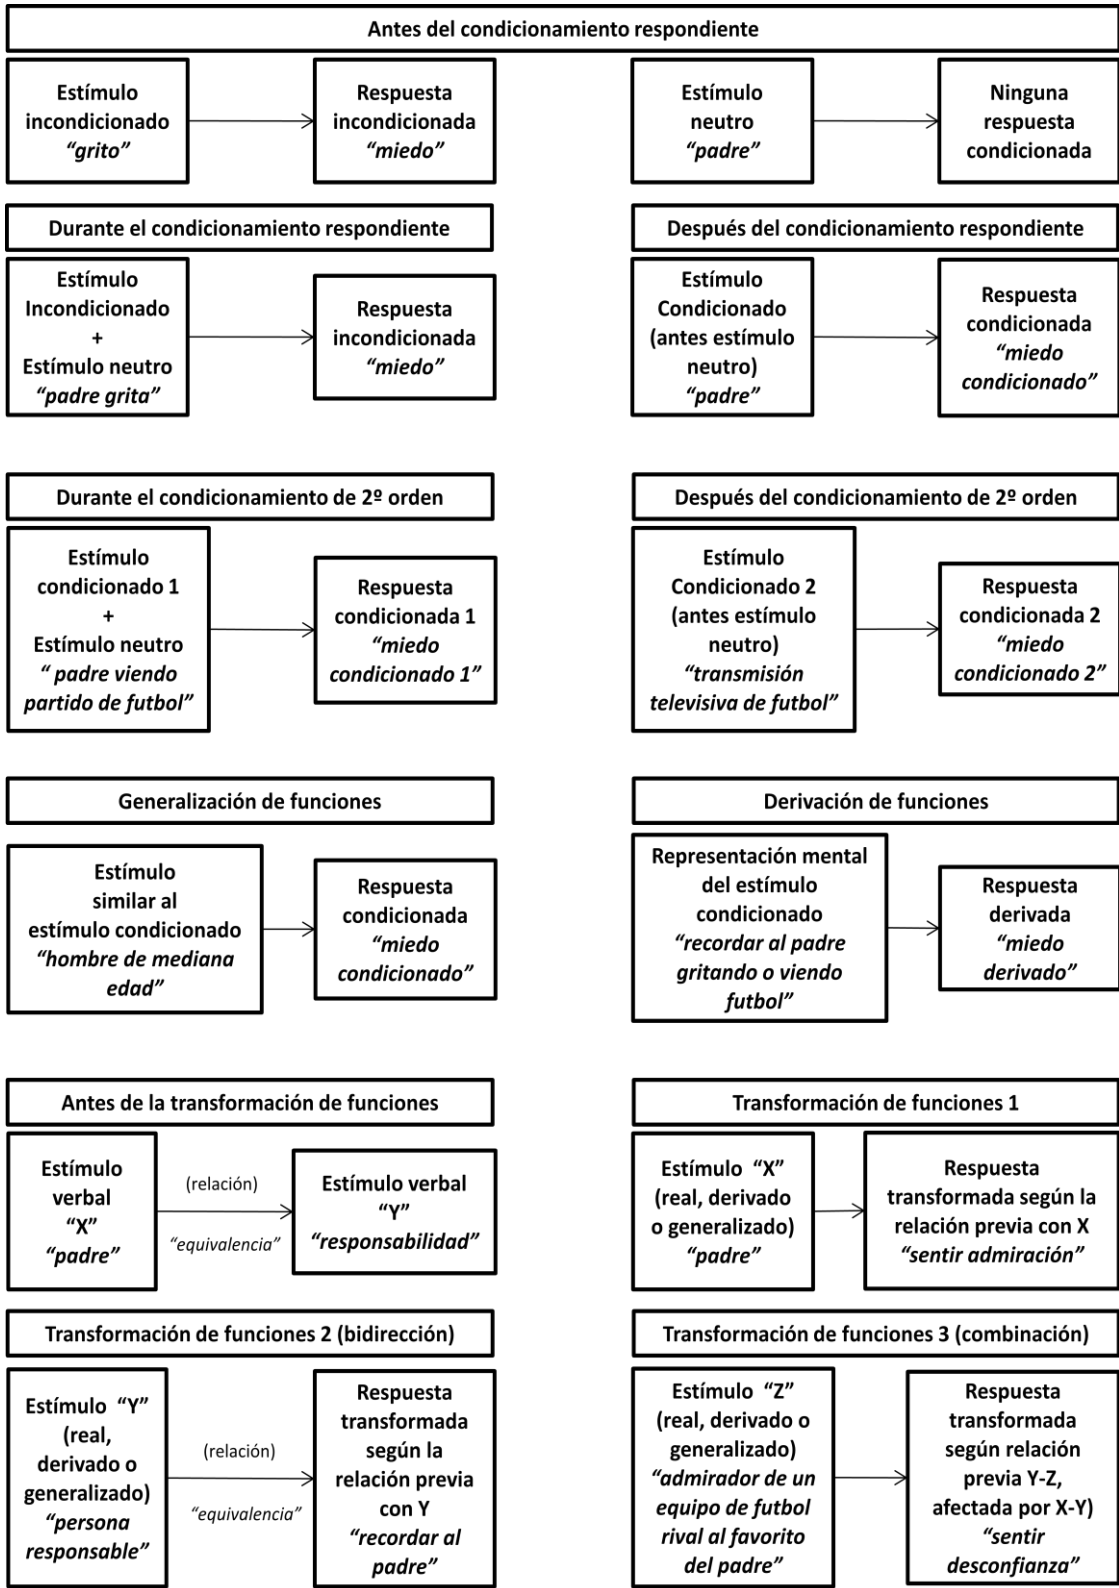 Antes del condicionamiento respondiente
Estímulo
incondicionado
“grito”
Respuesta
incondicionada
“miedo”
Estímulo
neutro
“padre”
Ninguna
respuesta
condicionada
Durante el condicionamiento respondiente
Estímulo
Incondicionado
+
Estímulo neutro
“padre grita”
Respuesta
incondicionada
“miedo”
Después del condicionamiento respondiente
Estímulo
Condicionado
(antes estímulo
neutro)
“padre”
Respuesta
condicionada
“miedo
condicionado”
Durante el condicionamiento de 2º orden
Estímulo
condicionado 1
+
Estímulo neutro
“ padre viendo
partido de futbol”
Respuesta
condicionada 1
“miedo
condicionado 1”
Después del condicionamiento de 2º orden
Estímulo
Condicionado 2
(antes estímulo
neutro)
“transmisión
televisiva de futbol”
Respuesta
condicionada 2
“miedo
condicionado 2”
Generalización de funciones
Estímulo
similar al
estímulo condicionado
“hombre de mediana
edad”
Respuesta
condicionada
“miedo
condicionado”
Derivación de funciones
Representación mental
del estímulo
condicionado
“recordar al padre
gritando o viendo
futbol”
Respuesta
derivada
“miedo
derivado”
Antes de la transformación de funciones
Estímulo
verbal
“X”
“padre”
(relación)
“equivalencia”
Estímulo verbal
“Y”
“responsabilidad”
Transformación de funciones 1
Estímulo “X”
(real, derivado
o generalizado)
“padre”
Respuesta
transformada según la
relación previa con X
“sentir admiración”
Transformación de funciones 2 (bidirección)
Estímulo “Y”
(real,
derivado o
generalizado)
“persona
responsable”
(relación)
“equivalencia”
Respuesta
transformada
según la
relación previa
con Y
“recordar al
padre”
Transformación de funciones 3 (combinación)
Estímulo “Z”
(real, derivado o
generalizado)
“admirador de un
equipo de futbol
rival al favorito
del padre”
Respuesta
transformada
según relación
previa Y-Z,
afectada por X-Y)
“sentir
desconfianza”